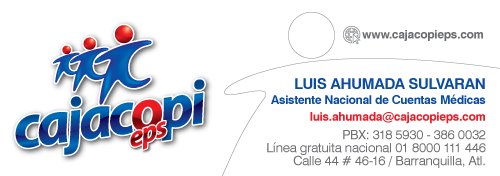 cajacopi
eps
www.cajacopieps.com
LUIS AHUMADA SULVARAN
Asistente Nacional de Cuentas Médicas
luis.ahumada@cajacopieps.com
PBX: 318 5930 - 386 0032
Línea gratuita nacional 01 8000 111 446
Calle 44 # 46-16 / Barranquilla, Atl.